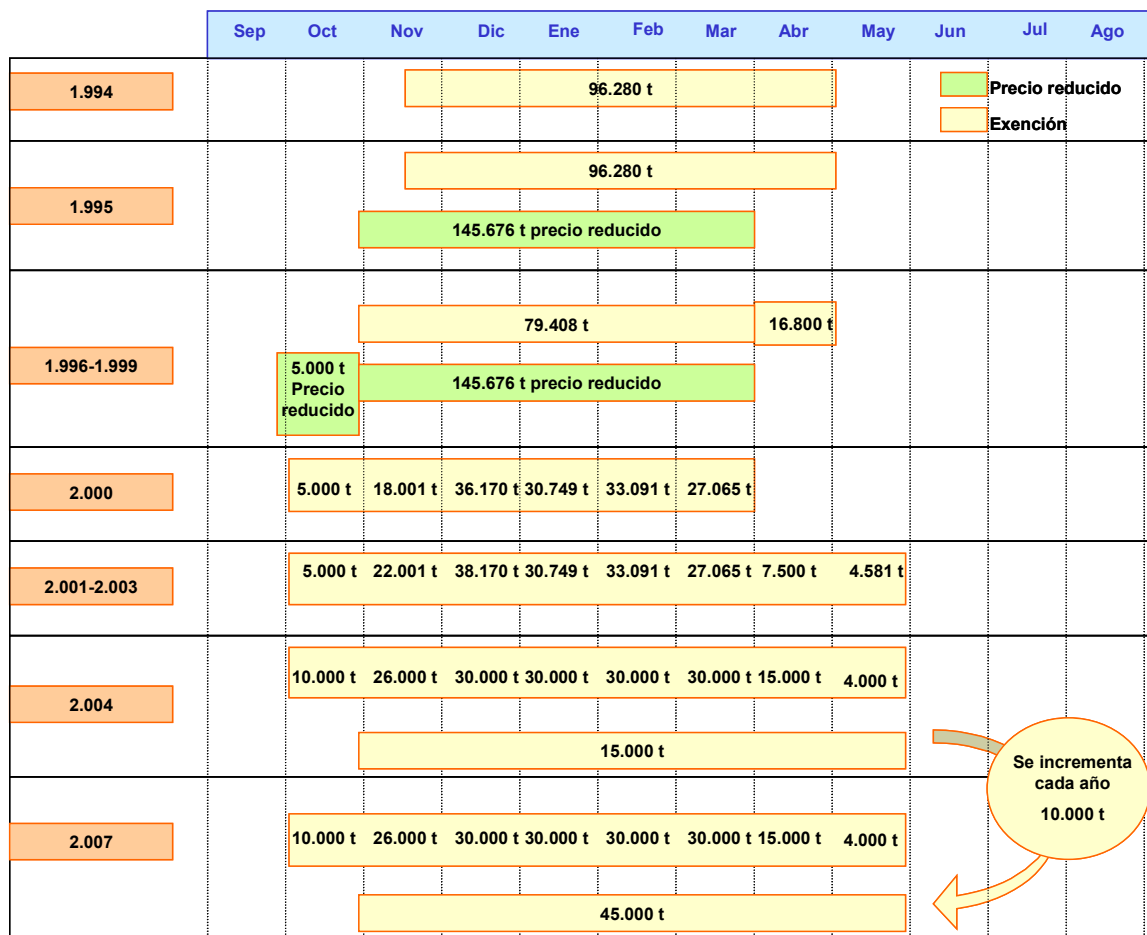 Sep Oct Nov Dic Ene Feb Mar Abr May Jun Jul Ago
1.994
96.280 t
Precio reducido
Exención
1.995
96.280 t
145.676 t precio reducido
1.996-1.999
79.408 t
16.800 t
5.000 t
Precio
reducido
145.676 t precio reducido
2.000
5.000 t 18.001 t 36.170 t 30.749 t 33.091 t 27.065 t
2.001-2.003
5.000 t 22.001 t 38.170 t 30.749 t 33.091 t 27.065 t 7.500 t 4.581 t
2.004
10.000 t 26.000 t 30.000 t 30.000 t 30.000 t 30.000 t 15.000 t 4.000 t
15.000 t
Se incrementa
cada año
10.000 t
2.007
10.000 t 26.000 t 30.000 t 30.000 t 30.000 t 30.000 t 15.000 t 4.000 t
45.000 t